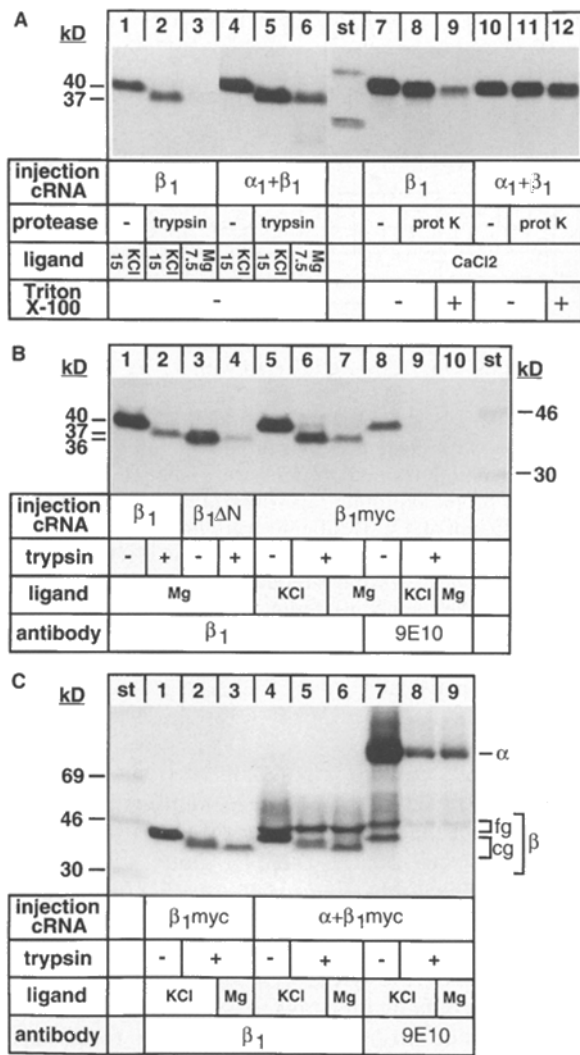 A
kD 1 2 3 4 5 6 st 7 8 9 10 11 12
40
37
injection cRNA β1 α1+β1 β1 α1+β1
protease - trypsin - trypsin - prot K - prot K
ligand 15 KCl 15 KCl 7.5 Mg 15 KCl 15 KCl 7.5 Mg CaCl2
Triton X-100 - - + - +
B
kD 1 2 3 4 5 6 7 8 9 10 st kD
40
37
36
46
30
injection cRNA β1 β1ΔN β1myc
trypsin - + - + - + - +
ligand Mg KCl Mg KCl Mg
antibody β1 9E10
C
kD st 1 2 3 4 5 6 7 8 9
69
46
30
α
fg
cg
β
injection cRNA β1myc α+β1myc
trypsin - + - + - +
ligand KCl Mg KCl Mg KCl Mg
antibody β1 9E10